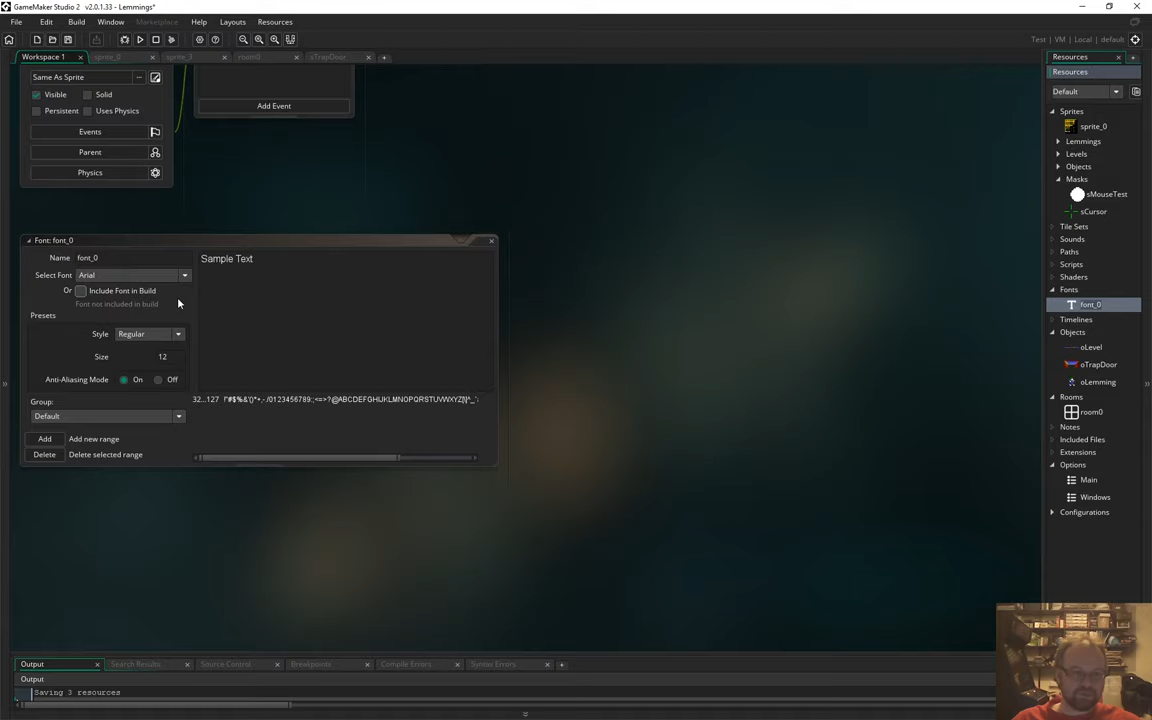 GameMaker Studio 2 v2.0.1.33 — Lemmings*
File Edit Build Window Marketplace Help Layouts Resources
Test | VM | Local | default
Workspace 1 sprite_0 sprite_3 room0 sTrapDoor
Same As Sprite
Visible Solid
Persistent Uses Physics
Events
Parent
Physics
Add Event
Font: font_0
Name font_0
Select Font Arial
Or Include Font in Build
Font not included in build
Presets
Style Regular
Size 12
Anti-Aliasing Mode On Off
Group:
Default
Add Add new range
Delete Delete selected range
Sample Text
32...127 !"#$%&'()*+,-./0123456789:;<=>?@ABCDEFGHIJKLMNOPQRSTUVWXYZ[\]^_`
Resources
Resources
Default
Sprites
sprite_0
Lemmings
Levels
Objects
Masks
sMouseTest
sCursor
Tile Sets
Sounds
Paths
Scripts
Shaders
Fonts
font_0
Timelines
Objects
oLevel
oTrapDoor
oLemming
Rooms
room0
Notes
Included Files
Extensions
Options
Main
Windows
Configurations
Output Search Results Source Control Breakpoints Compile Errors Syntax Errors
Output
Saving 3 resources